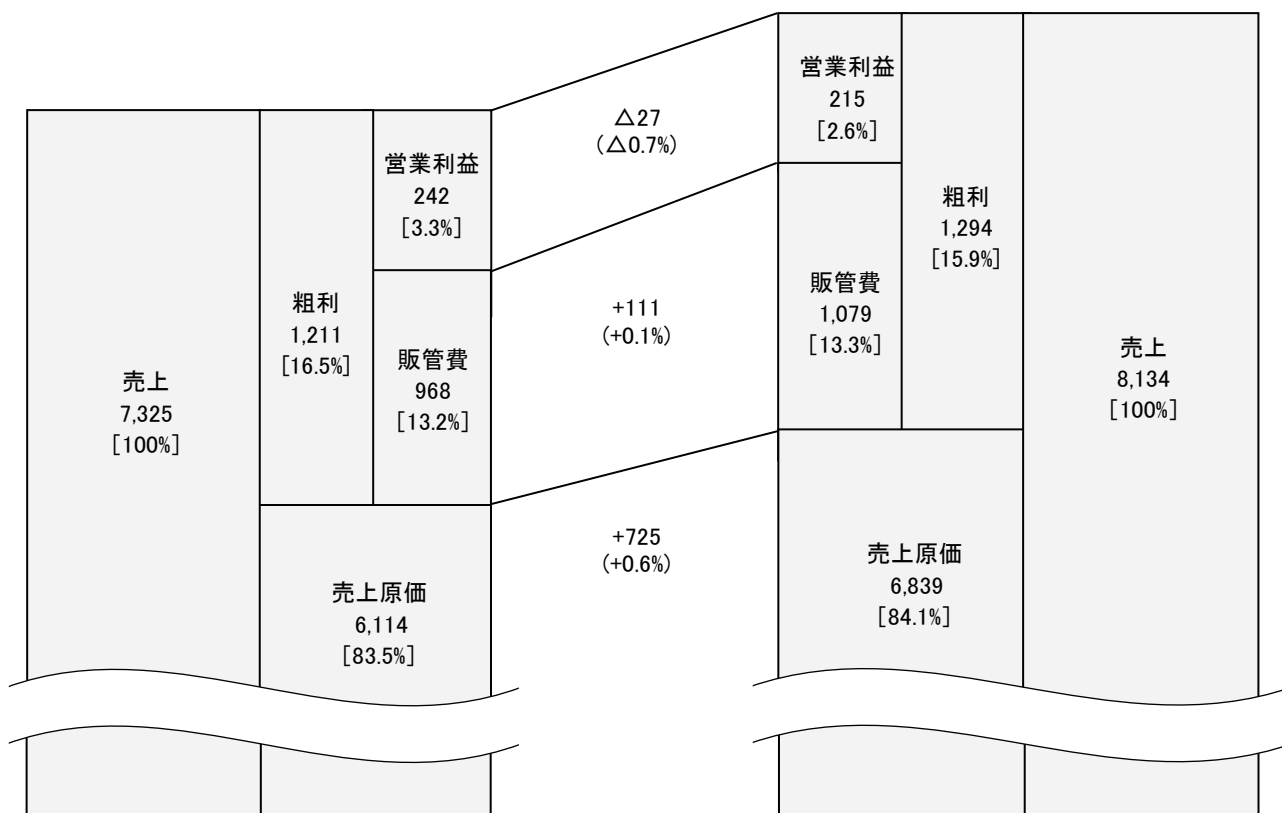 売上
7,325
[100%]
粗利
1,211
[16.5%]
営業利益
242
[3.3%]
販管費
968
[13.2%]
売上原価
6,114
[83.5%]
△27
(△0.7%)
+111
(+0.1%)
+725
(+0.6%)
営業利益
215
[2.6%]
販管費
1,079
[13.3%]
粗利
1,294
[15.9%]
売上原価
6,839
[84.1%]
売上
8,134
[100%]